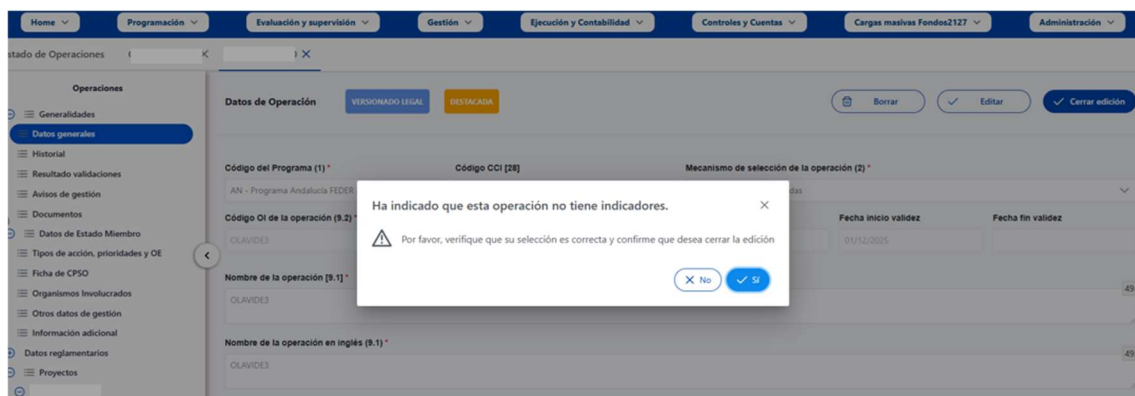 Home Programación Evaluación y supervisión Gestión Ejecución y Contabilidad Controles y Cuentas Cargas masivas Fondos2127 Administración
stado de Operaciones
Operaciones
Datos de Operación VERSIONADO LEGAL DESTACADA Borrar Editar Cerrar edición
Generalidades
Datos generales
Historial
Resultado validaciones
Avisos de gestión
Documentos
Datos de Estado Miembro
Tipos de acción, prioridades y OE
Ficha de CPSO
Organismos Involucrados
Otros datos de gestión
Información adicional
Datos reglamentarios
Proyectos
Código del Programa (1) * Código CCI [28] Mecanismo de selección de la operación (2) *
AN - Programa Andalucía FEDER das
Código OI de la operación (9.2) * Fecha inicio validez Fecha fin validez
OLAVIDE3 01/12/2025
Nombre de la operación [9.1] *
49
OLAVIDE3
Nombre de la operación en inglés (9.1) *
49
OLAVIDE3
Ha indicado que esta operación no tiene indicadores.
Por favor, verifique que su selección es correcta y confirme que desea cerrar la edición
No Sí